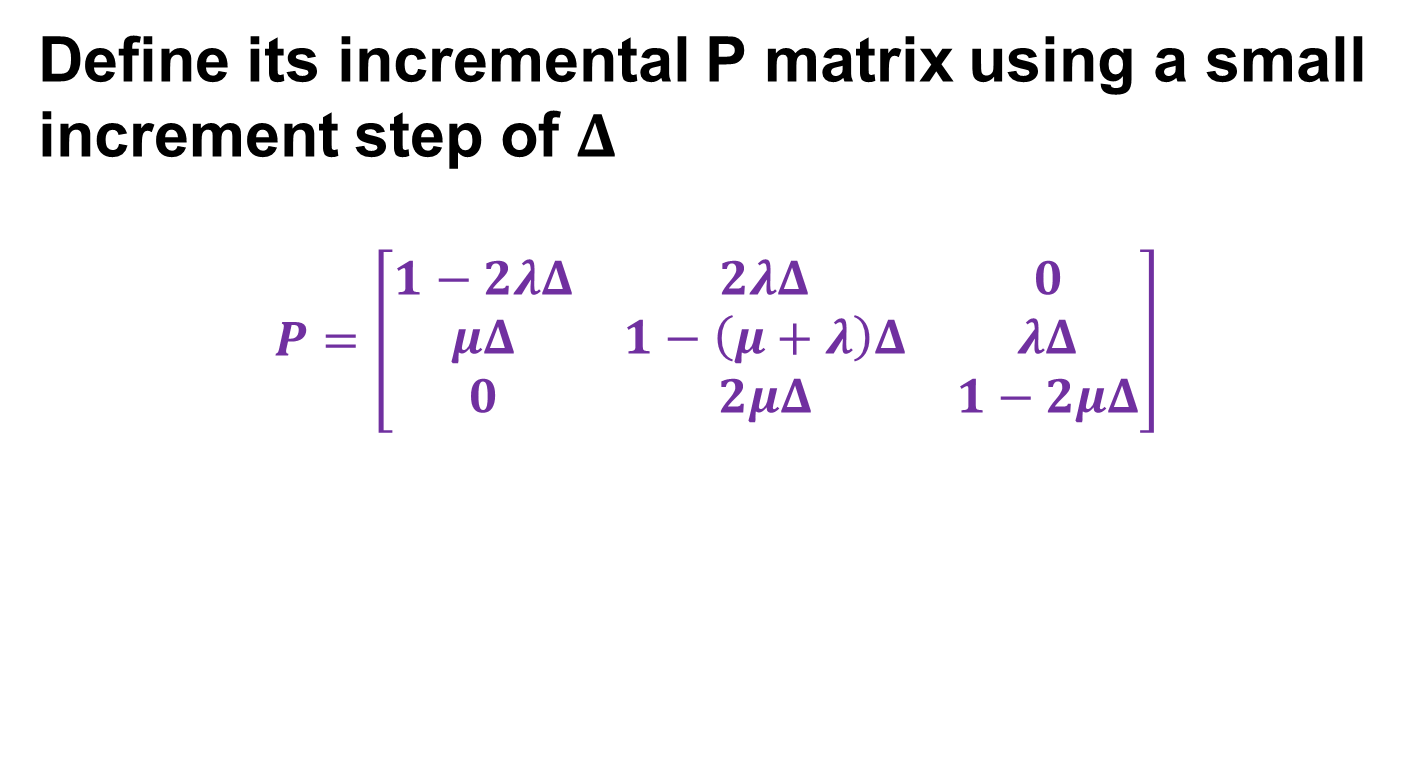 Define its incremental P matrix using a small
increment step of Δ
1 − 2λΔ 2λΔ 0
P = [ μΔ 1 − (μ + λ)Δ λΔ ]
0 2μΔ 1 − 2μΔ